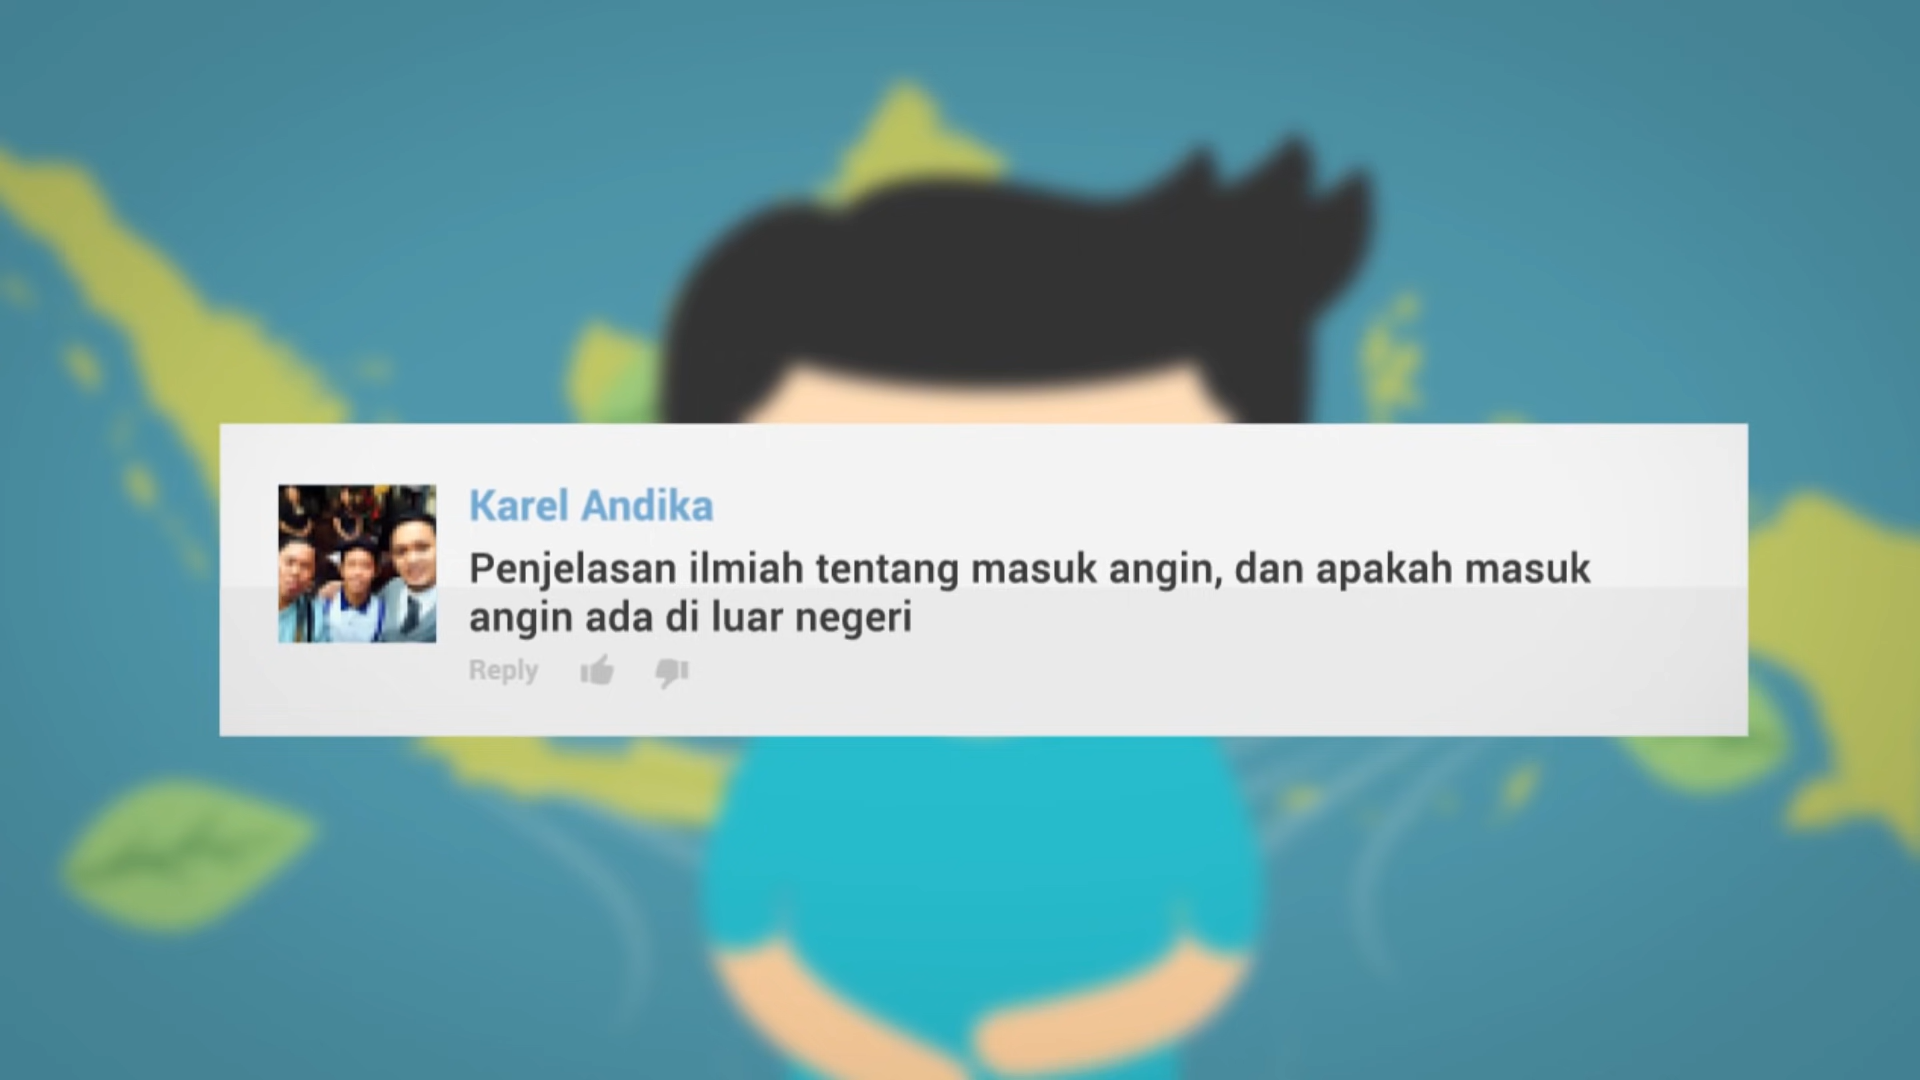 Karel Andika
Penjelasan ilmiah tentang masuk angin, dan apakah masuk
angin ada di luar negeri
Reply